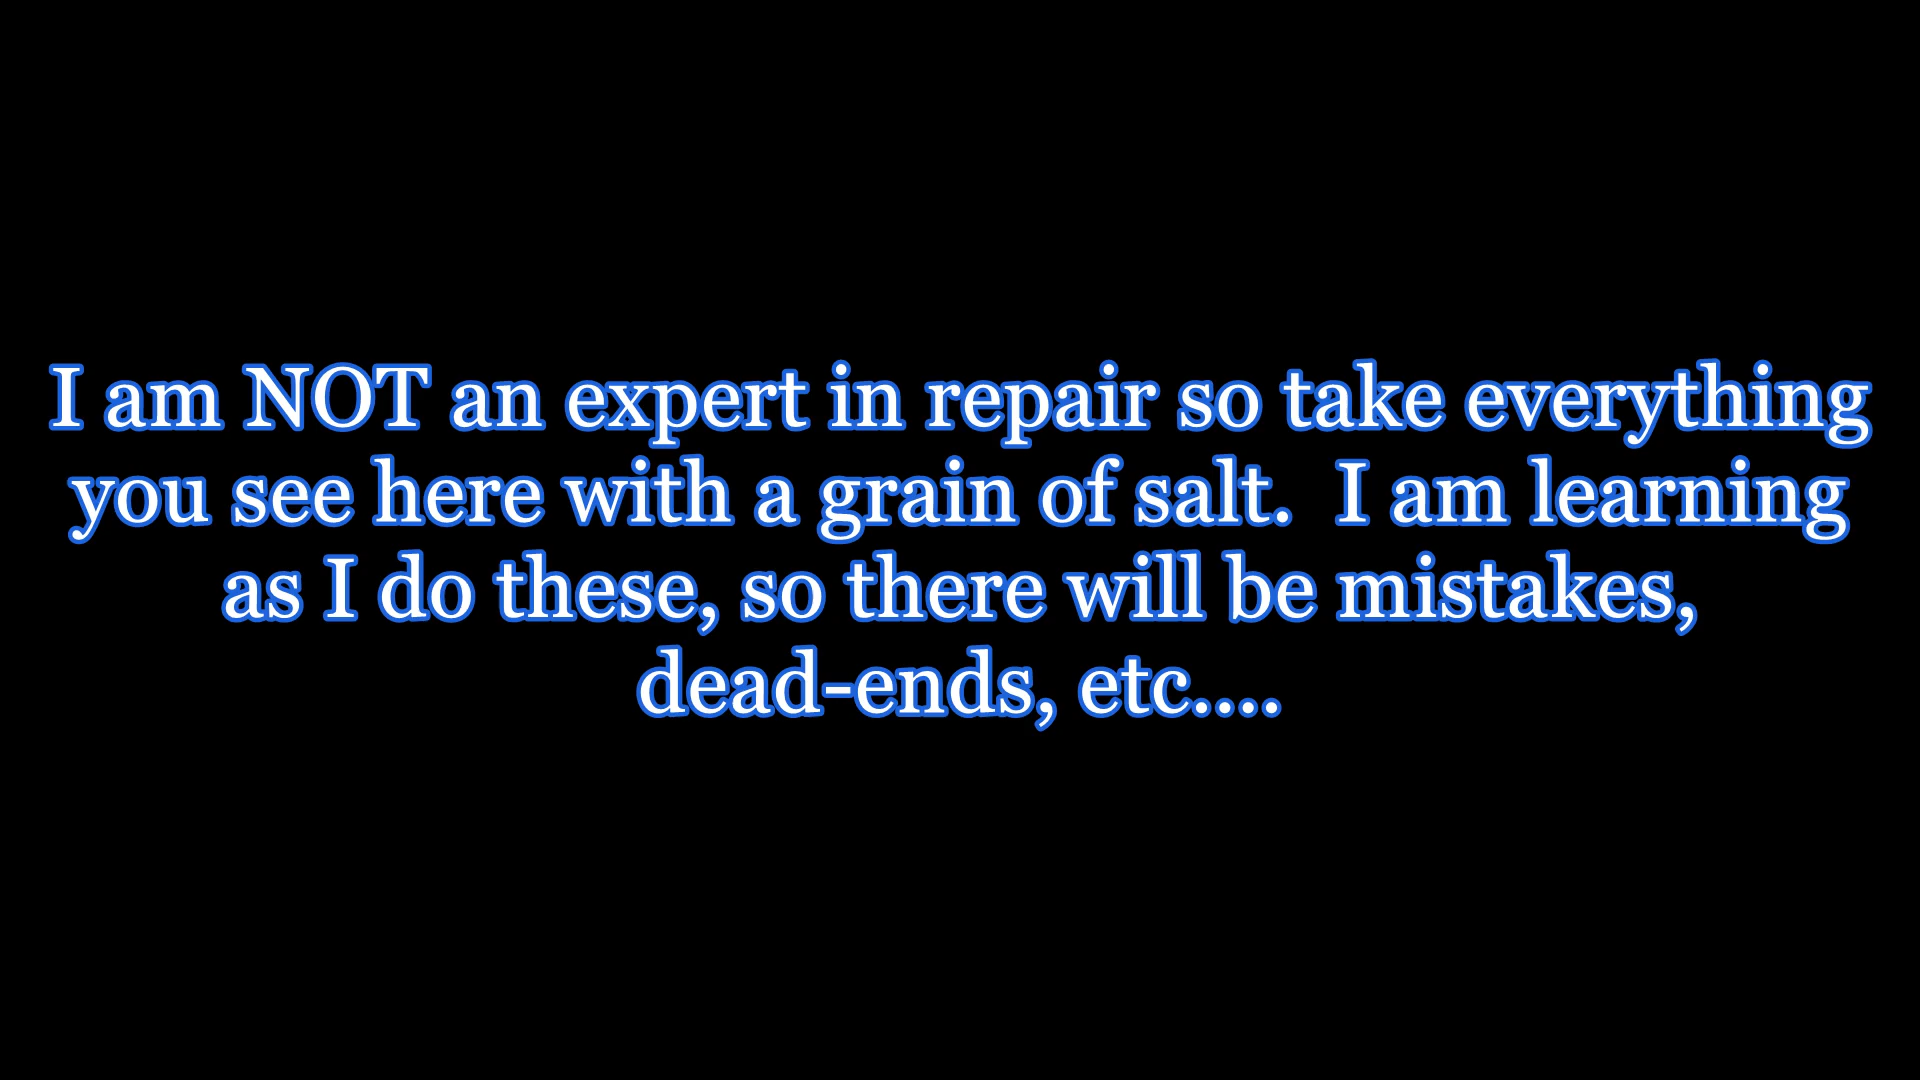 I am NOT an expert in repair so take everything
you see here with a grain of salt.  I am learning
as I do these, so there will be mistakes,
dead-ends, etc....